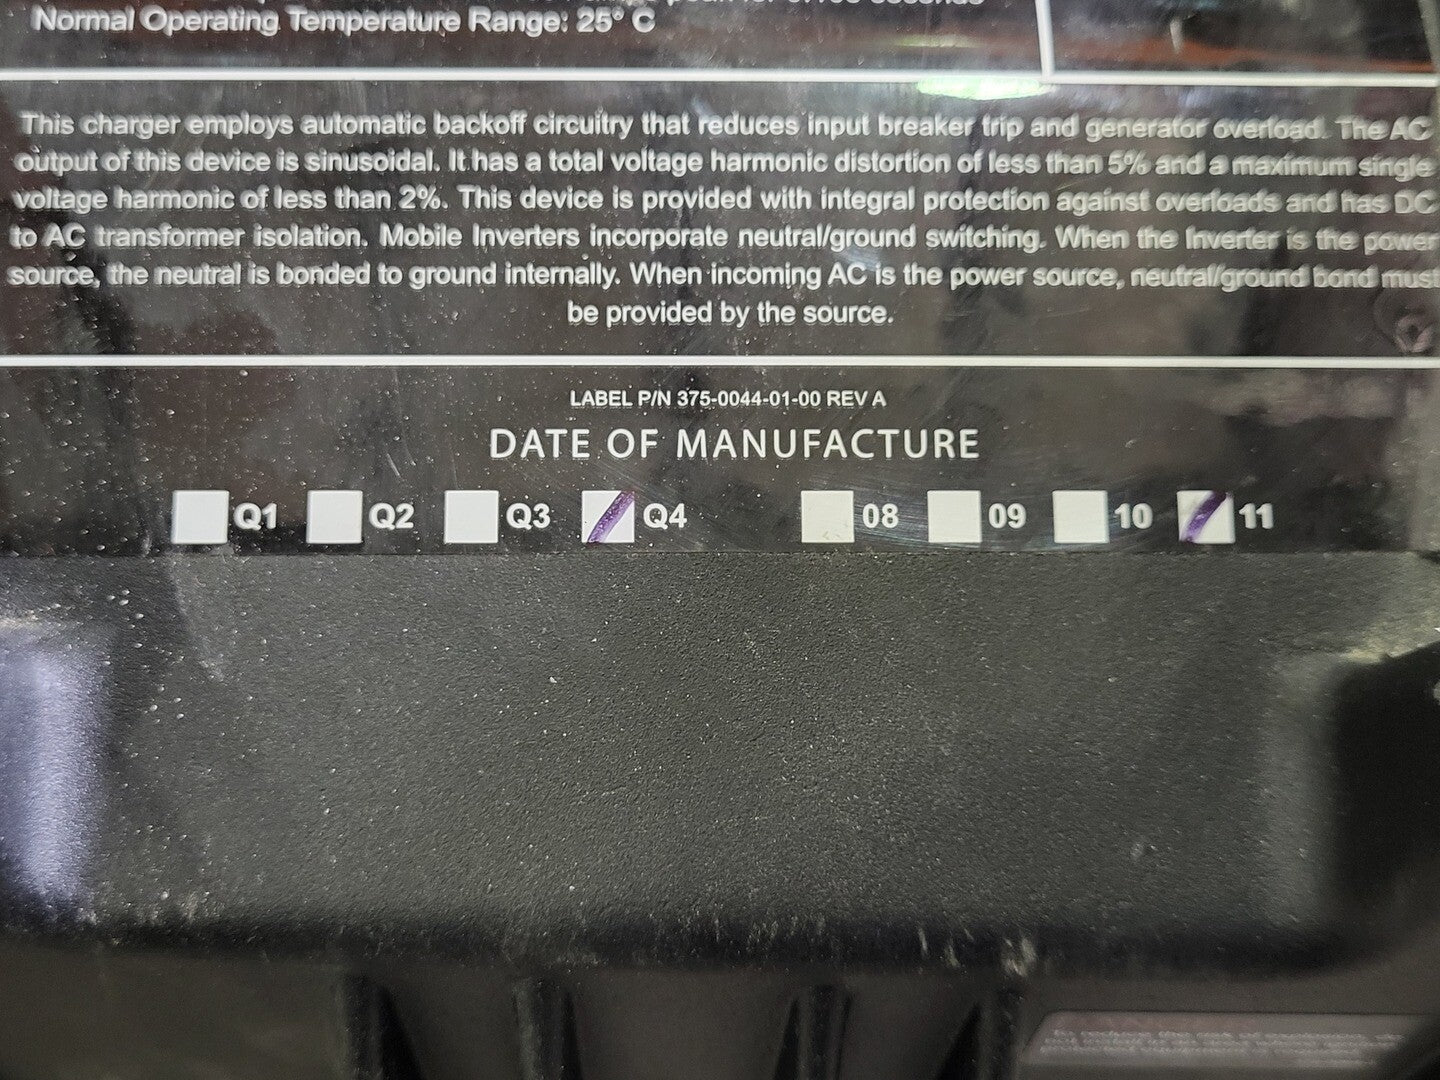 Normal Operating Temperature Range: 25° C
This charger employs automatic backoff circuitry that reduces input breaker trip and generator overload. The AC
output of this device is sinusoidal. It has a total voltage harmonic distortion of less than 5% and a maximum single
voltage harmonic of less than 2%. This device is provided with integral protection against overloads and has DC
to AC transformer isolation. Mobile Inverters incorporate neutral/ground switching. When the Inverter is the power
source, the neutral is bonded to ground internally. When incoming AC is the power source, neutral/ground bond must
be provided by the source.
LABEL P/N 375-0044-01-00 REV A
DATE OF MANUFACTURE
Q1 Q2 Q3 Q4 08 09 10 11